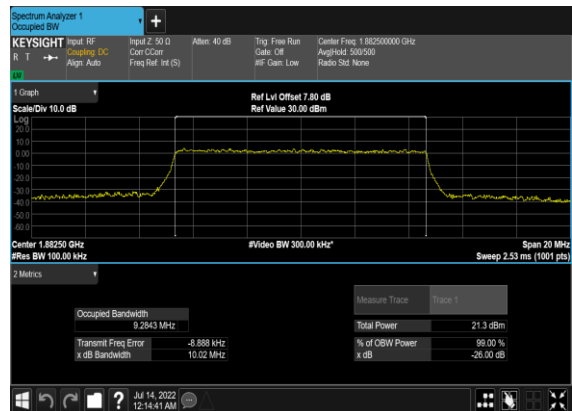 Spectrum Analyzer 1
Occupied BW
+
KEYSIGHT Input: RF Input Z: 50 Ω Atten: 40 dB Trig: Free Run Center Freq: 1.882500000 GHz
R T Coupling: DC Corr CCorr Gate: Off Avg|Hold: 500/500
Align: Auto Freq Ref: Int (S) #IF Gain: Low Radio Std: None
1 Graph
Ref Lvl Offset 7.80 dB
Scale/Div 10.0 dB Ref Value 30.00 dBm
Log
20.0
10.0
0.00
-10.0
-20.0
-30.0
-40.0
-50.0
-60.0
Center 1.88250 GHz #Video BW 300.00 kHz* Span 20 MHz
#Res BW 100.00 kHz Sweep 2.53 ms (1001 pts)
2 Metrics
Measure Trace Trace 1
Occupied Bandwidth
9.2843 MHz Total Power 21.3 dBm
Transmit Freq Error -8.888 kHz % of OBW Power 99.00 %
x dB Bandwidth 10.02 MHz x dB -26.00 dB
? Jul 14, 2022
12:14:41 AM